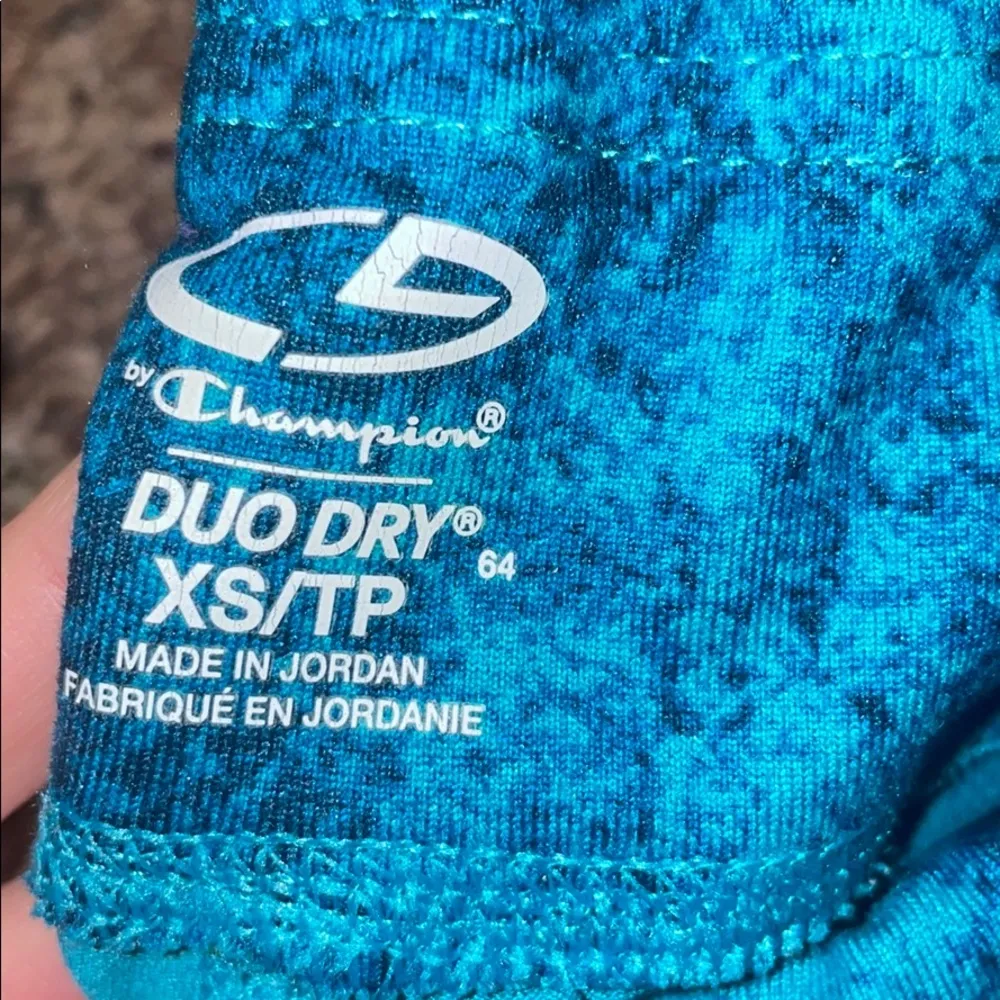 by Champion®
DUO DRY®
64
XS/TP
MADE IN JORDAN
FABRIQUÉ EN JORDANIE